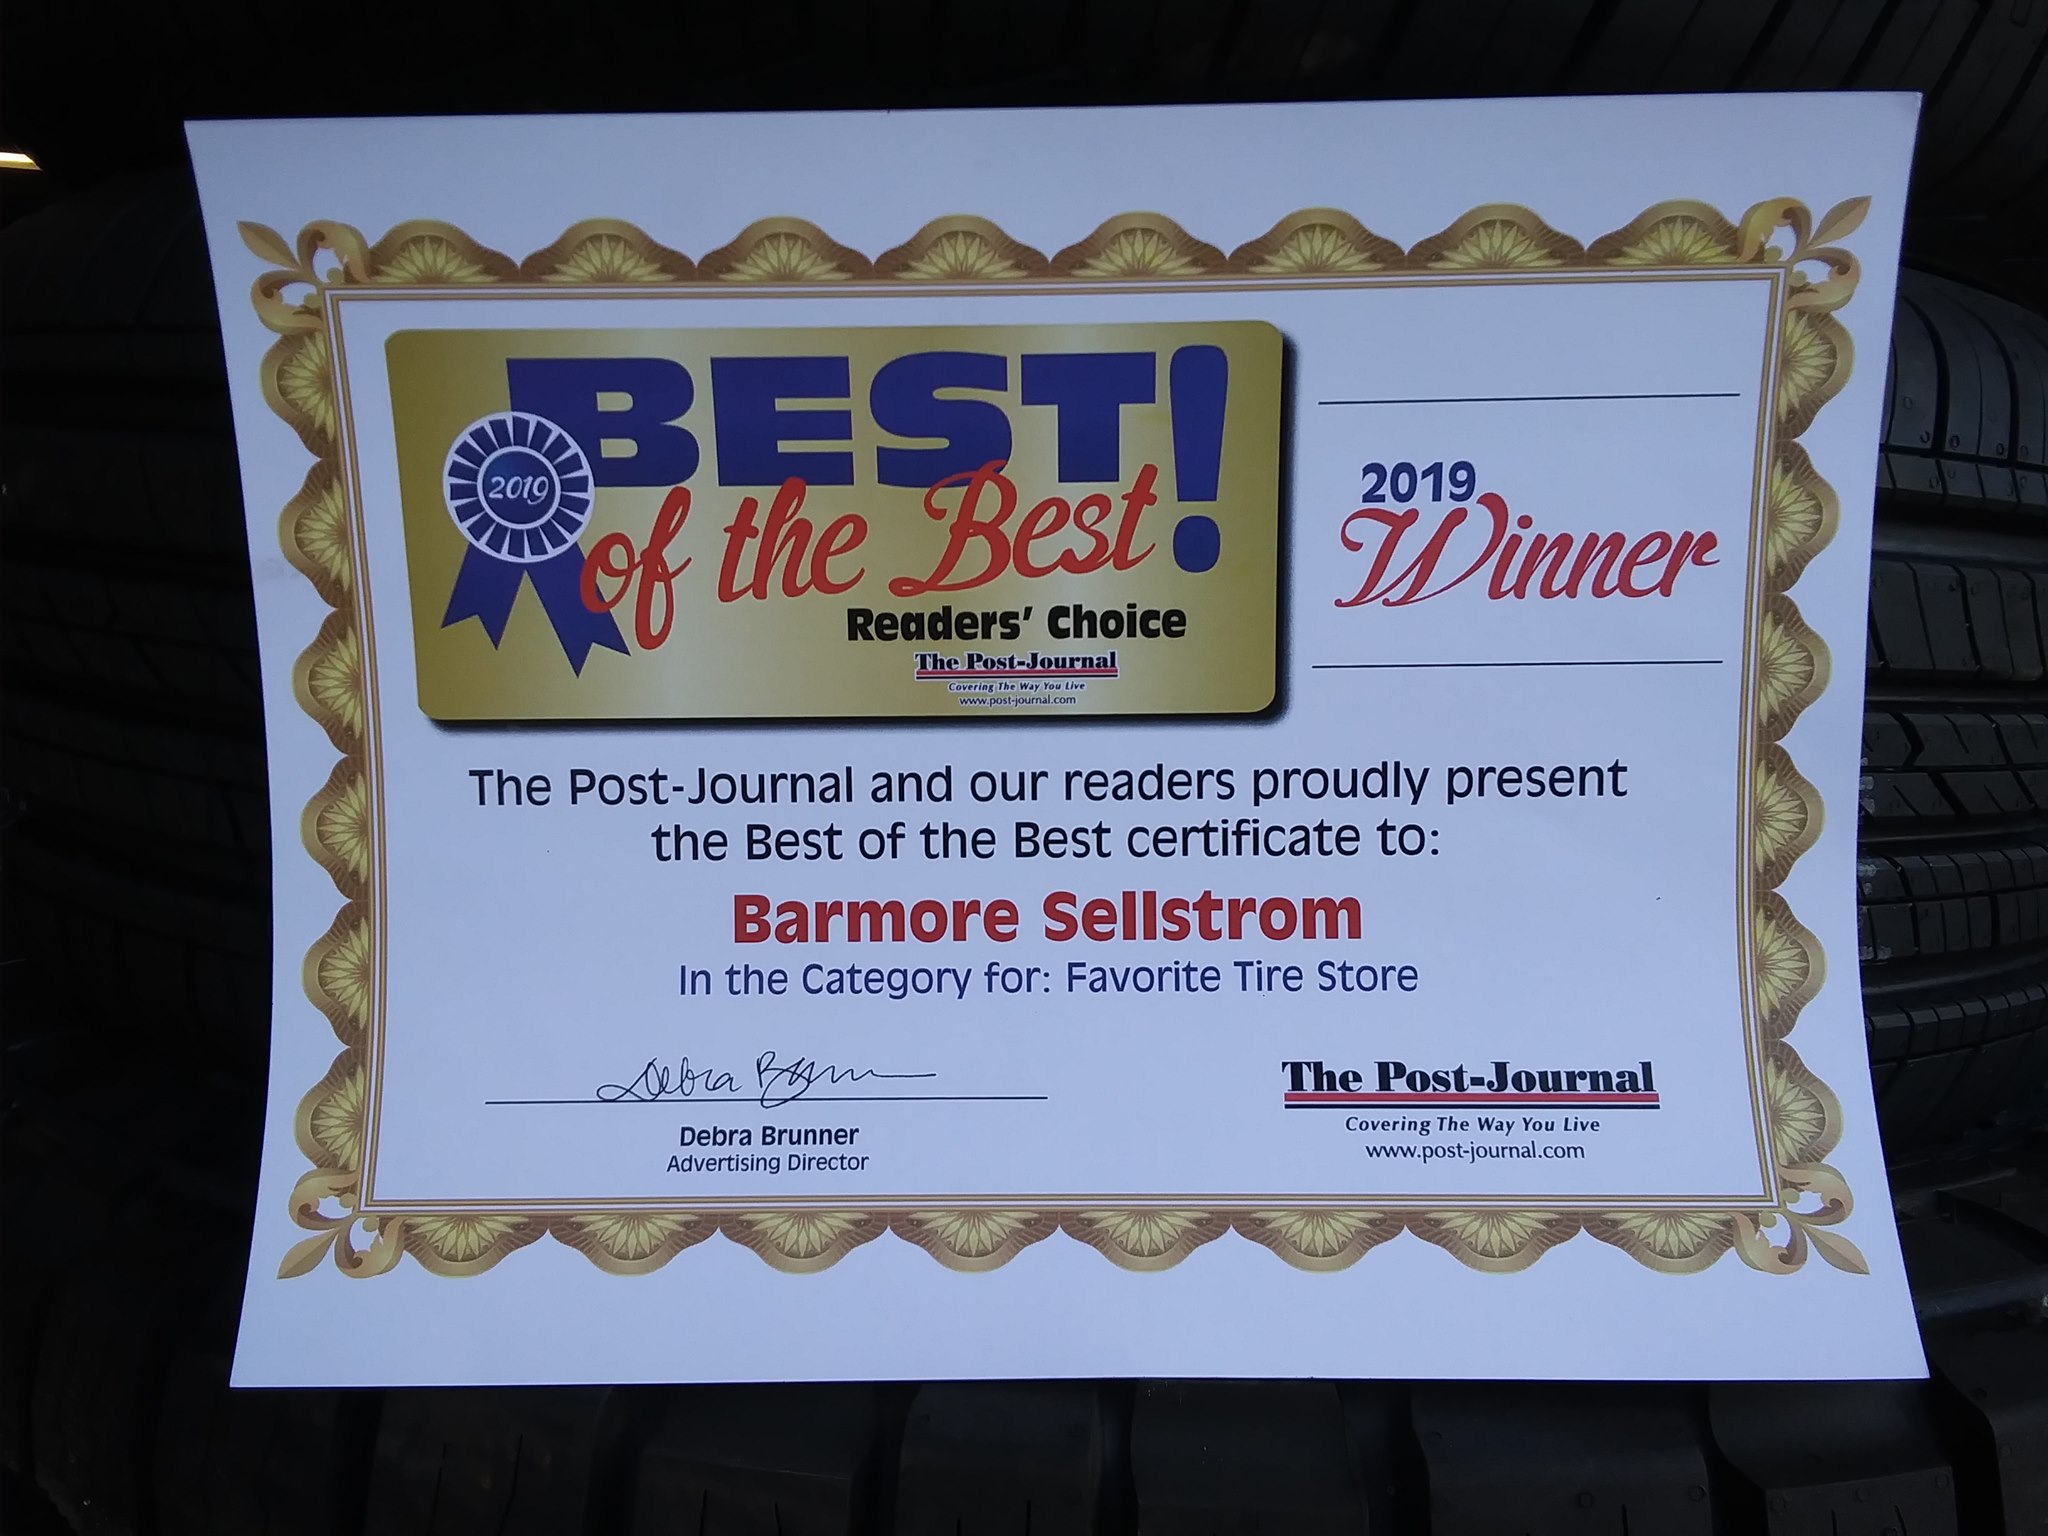 BEST!
2019
of the Best
Readers' Choice
The Post-Journal
Covering The Way You Live
www.post-journal.com
2019
Winner
The Post-Journal and our readers proudly present
the Best of the Best certificate to:
Barmore Sellstrom
In the Category for: Favorite Tire Store
Debra Brunner
Debra Brunner
Advertising Director
The Post-Journal
Covering The Way You Live
www.post-journal.com